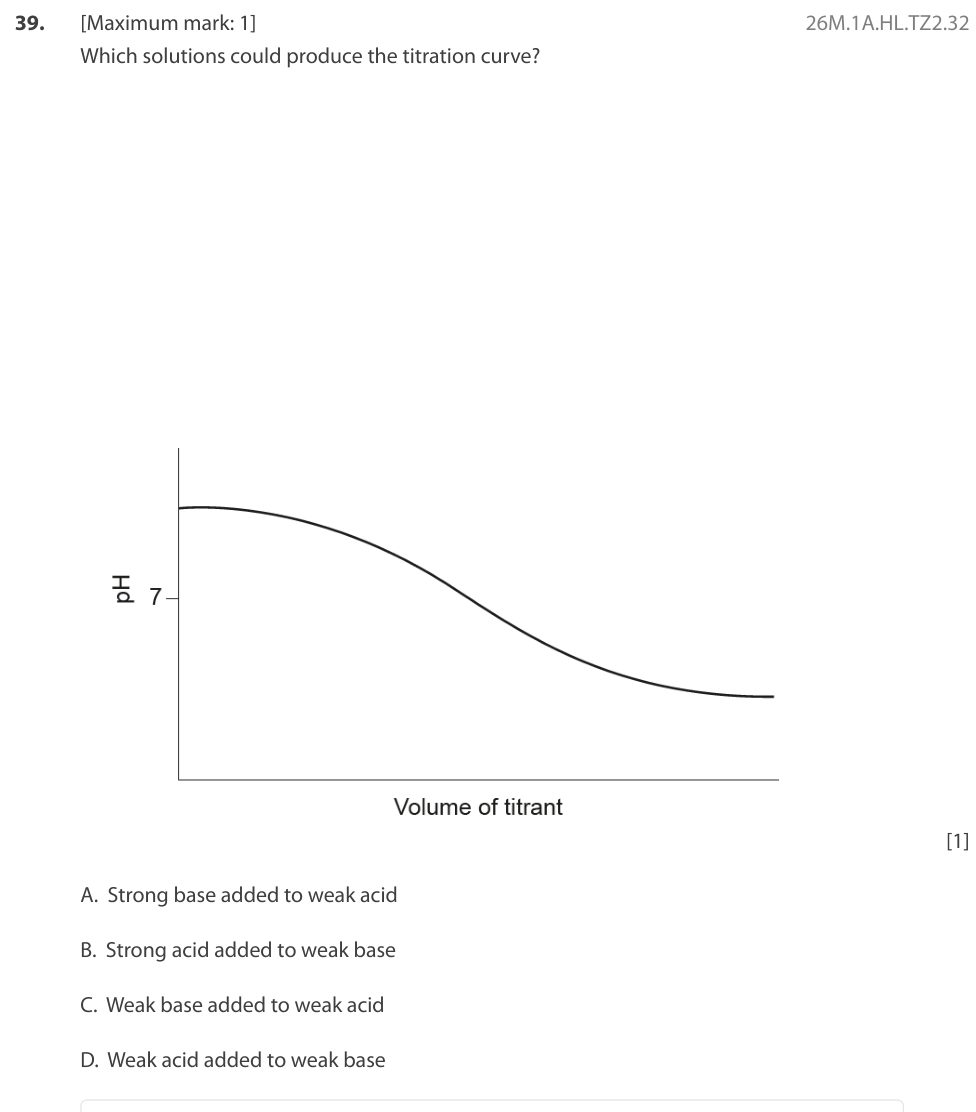 39. [Maximum mark: 1] 26M.1A.HL.TZ2.32
Which solutions could produce the titration curve?
pH 7
Volume of titrant
[1]
A. Strong base added to weak acid
B. Strong acid added to weak base
C. Weak base added to weak acid
D. Weak acid added to weak base